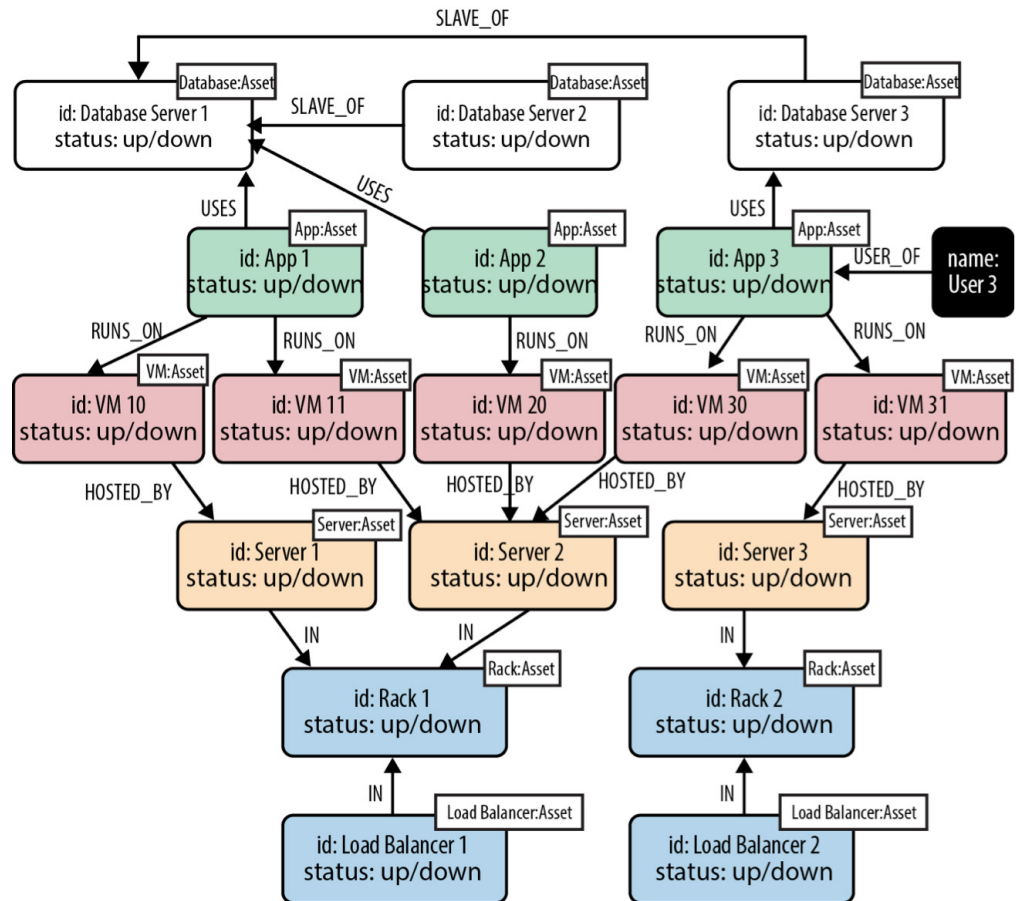 SLAVE_OF
Database:Asset
id: Database Server 1
status: up/down
SLAVE_OF
Database:Asset
id: Database Server 2
status: up/down
Database:Asset
id: Database Server 3
status: up/down
USES
USES
USES
App:Asset
id: App 1
status: up/down
App:Asset
id: App 2
status: up/down
App:Asset
id: App 3
status: up/down
USER_OF
name:
User 3
RUNS_ON
RUNS_ON
RUNS_ON
RUNS_ON
RUNS_ON
VM:Asset
id: VM 10
status: up/down
VM:Asset
id: VM 11
status: up/down
VM:Asset
id: VM 20
status: up/down
VM:Asset
id: VM 30
status: up/down
VM:Asset
id: VM 31
status: up/down
HOSTED_BY
HOSTED_BY
HOSTED_BY
HOSTED_BY
HOSTED_BY
Server:Asset
id: Server 1
status: up/down
Server:Asset
id: Server 2
status: up/down
Server:Asset
id: Server 3
status: up/down
IN
IN
IN
Rack:Asset
id: Rack 1
status: up/down
Rack:Asset
id: Rack 2
status: up/down
IN
IN
Load Balancer:Asset
id: Load Balancer 1
status: up/down
Load Balancer:Asset
id: Load Balancer 2
status: up/down